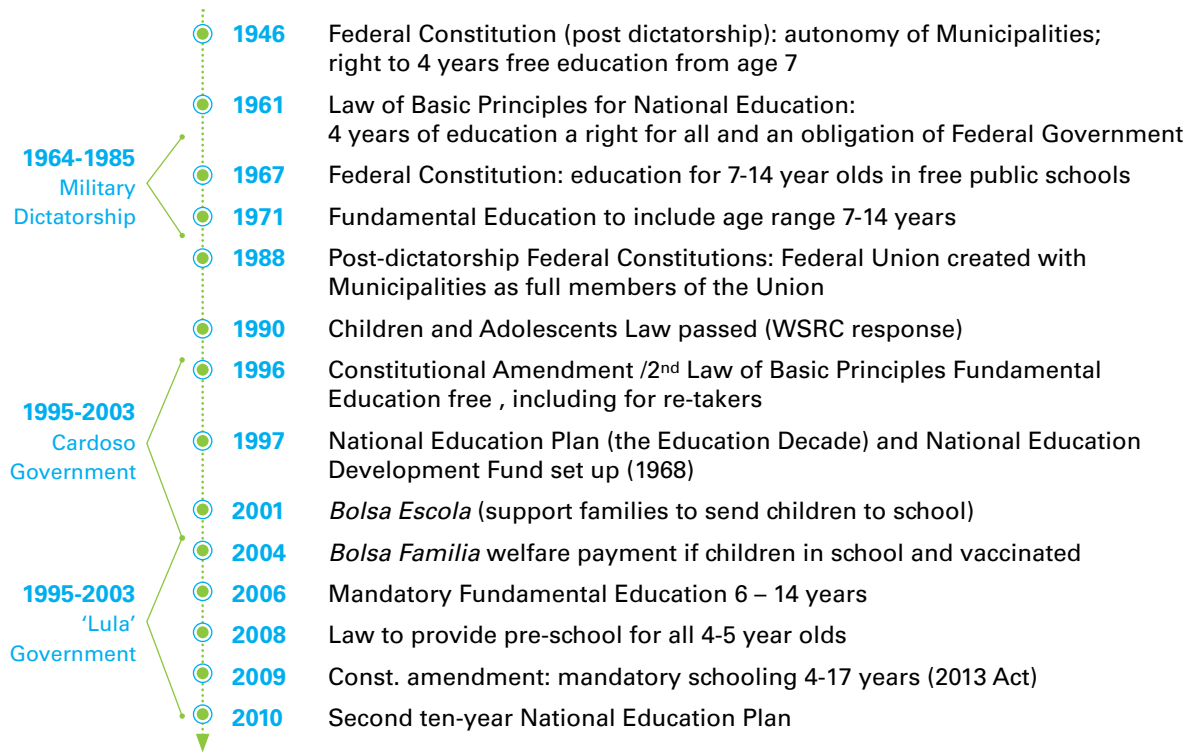 1946 Federal Constitution (post dictatorship): autonomy of Municipalities;
right to 4 years free education from age 7
1961 Law of Basic Principles for National Education:
4 years of education a right for all and an obligation of Federal Government
1964-1985
Military
Dictatorship
1967 Federal Constitution: education for 7-14 year olds in free public schools
1971 Fundamental Education to include age range 7-14 years
1988 Post-dictatorship Federal Constitutions: Federal Union created with
Municipalities as full members of the Union
1990 Children and Adolescents Law passed (WSRC response)
1995-2003
Cardoso
Government
1996 Constitutional Amendment /2nd Law of Basic Principles Fundamental
Education free , including for re-takers
1997 National Education Plan (the Education Decade) and National Education
Development Fund set up (1968)
2001 Bolsa Escola (support families to send children to school)
1995-2003
'Lula'
Government
2004 Bolsa Familia welfare payment if children in school and vaccinated
2006 Mandatory Fundamental Education 6 – 14 years
2008 Law to provide pre-school for all 4-5 year olds
2009 Const. amendment: mandatory schooling 4-17 years (2013 Act)
2010 Second ten-year National Education Plan